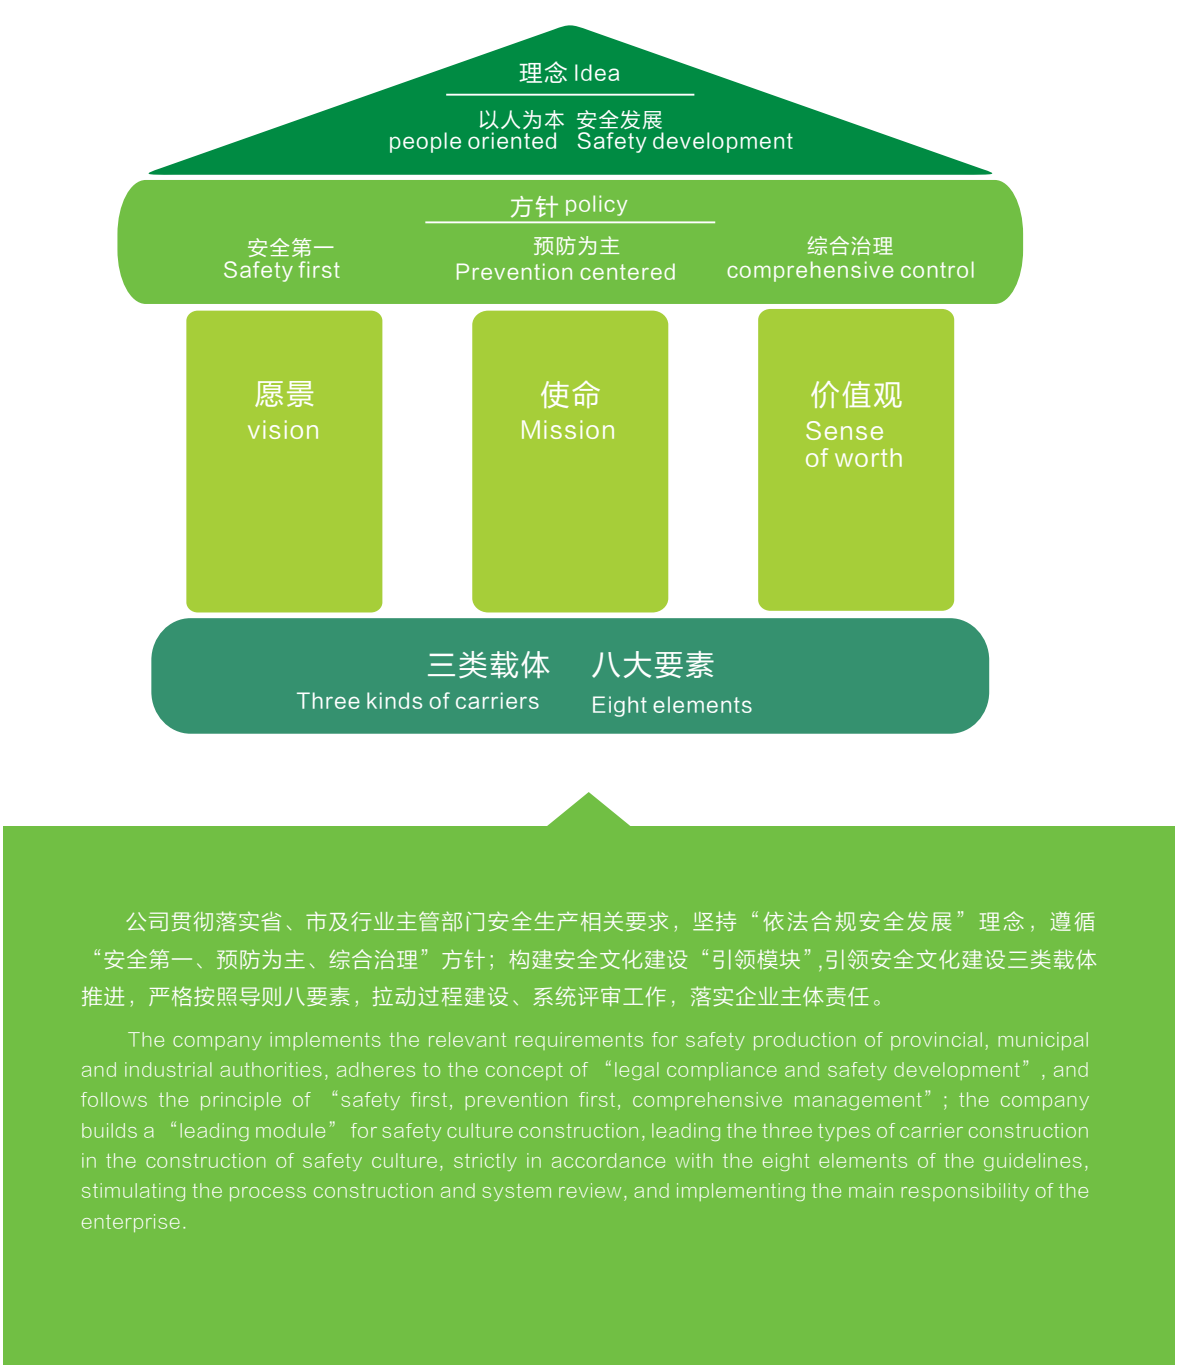 理念 Idea
以人为本 安全发展
people oriented Safety development
方针 policy
安全第一
Safety first
预防为主
Prevention centered
综合治理
comprehensive control
愿景
vision
使命
Mission
价值观
Sense
of worth
三类载体
Three kinds of carriers
八大要素
Eight elements
公司贯彻落实省、市及行业主管部门安全生产相关要求，坚持“依法合规安全发展”理念，遵循
“安全第一、预防为主、综合治理”方针；构建安全文化建设“引领模块”,引领安全文化建设三类载体
推进，严格按照导则八要素，拉动过程建设、系统评审工作，落实企业主体责任。
The company implements the relevant requirements for safety production of provincial, municipal
and industrial authorities, adheres to the concept of “legal compliance and safety development”, and
follows the principle of “safety first, prevention first, comprehensive management”; the company
builds a “leading module” for safety culture construction, leading the three types of carrier construction
in the construction of safety culture, strictly in accordance with the eight elements of the guidelines,
stimulating the process construction and system review, and implementing the main responsibility of the
enterprise.